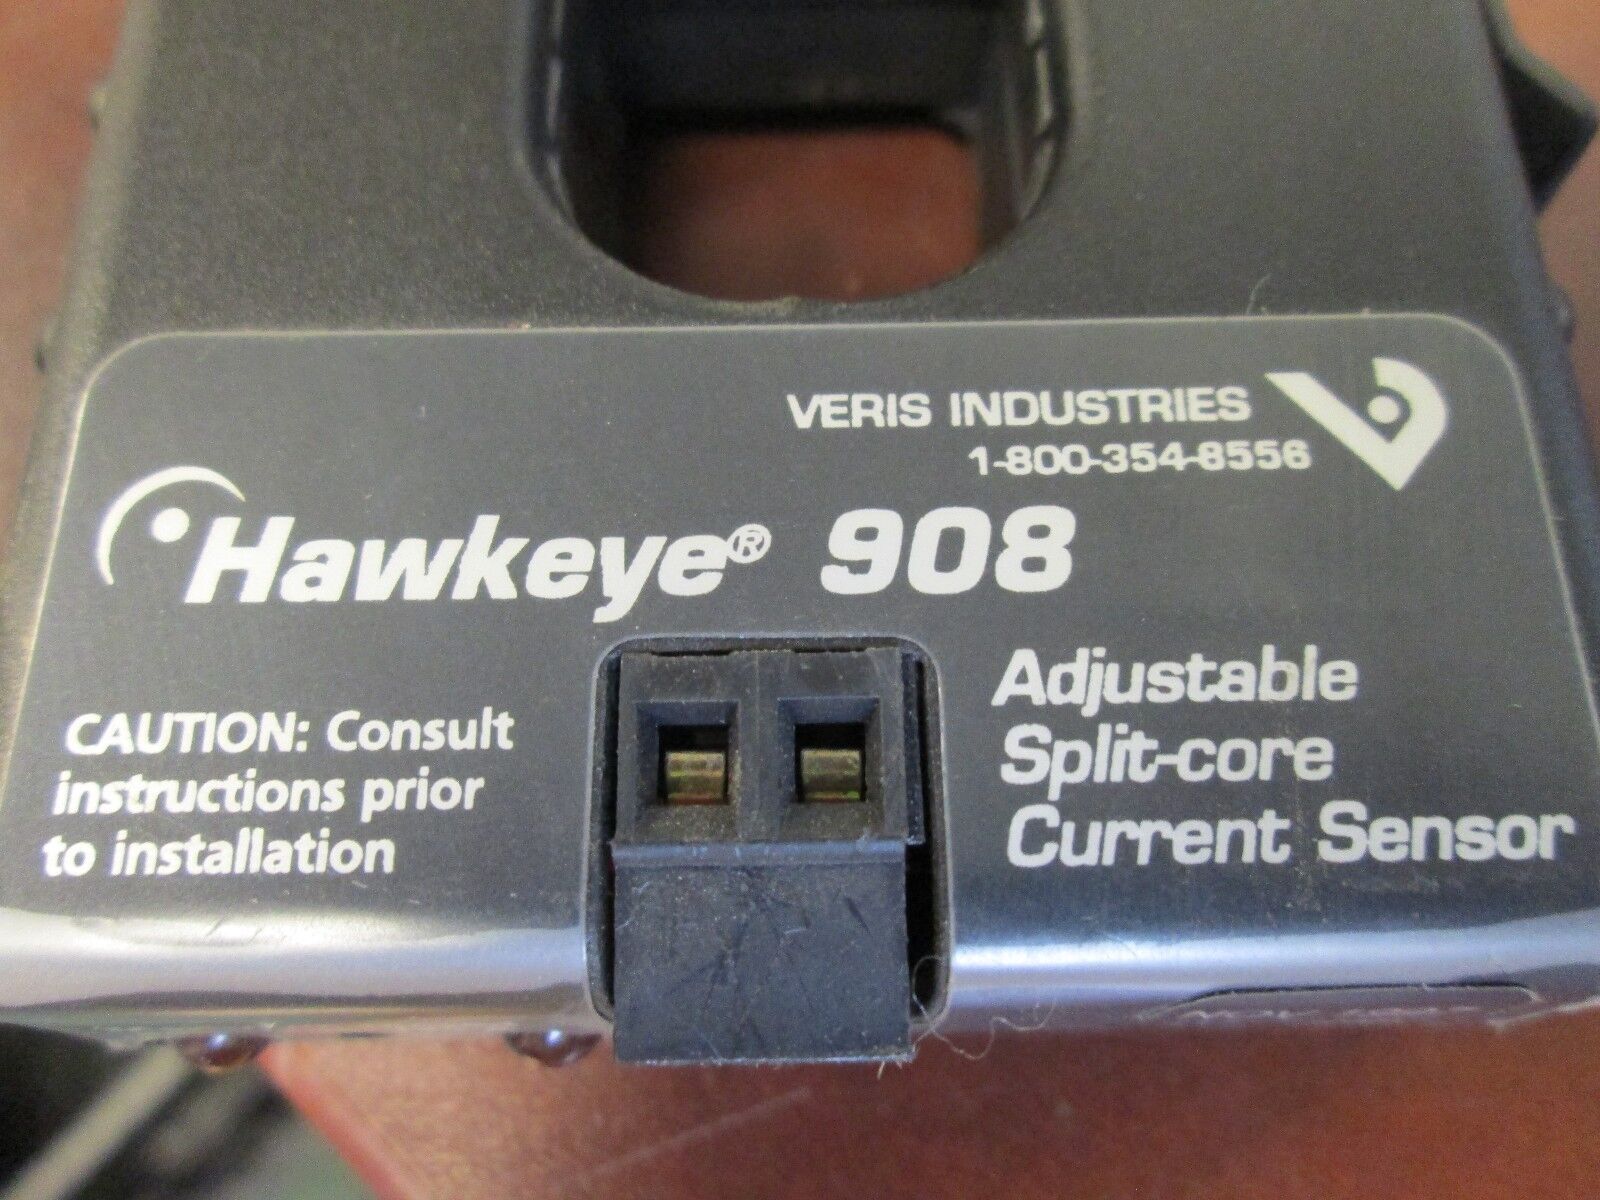 VERIS INDUSTRIES
1-800-354-8556
Hawkeye® 908
CAUTION: Consult
instructions prior
to installation
Adjustable
Split-core
Current Sensor